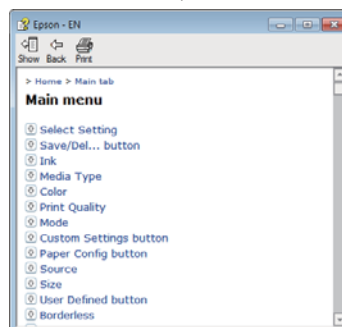 Epson - EN
Show Back Print
> Home > Main tab
Main menu
Select Setting
Save/Del... button
Ink
Media Type
Color
Print Quality
Mode
Custom Settings button
Paper Config button
Source
Size
User Defined button
Borderless